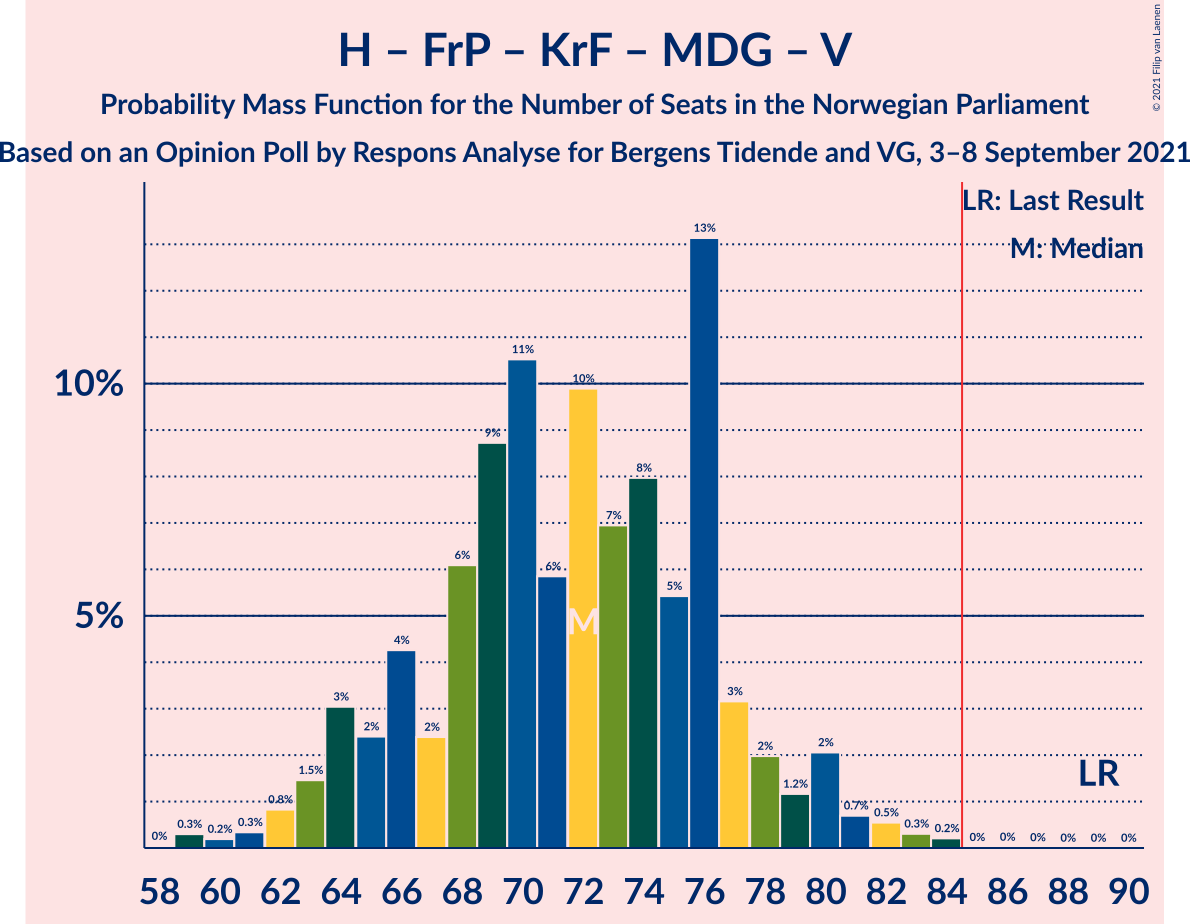 H – FrP – KrF – MDG – V
Probability Mass Function for the Number of Seats in the Norwegian Parliament
Based on an Opinion Poll by Respons Analyse for Bergens Tidende and VG, 3–8 September 2021
© 2021 Filip van Laenen
LR: Last Result
M: Median
10%
5%
0% 0.3% 0.2% 0.3% 0.8% 1.5% 3% 2% 4% 2% 6% 9% 11% 6% 10% 7% 8% 5% 13% 3% 2% 1.2% 2% 0.7% 0.5% 0.3% 0.2% 0% 0% 0% 0% 0% 0%
M
LR
58 60 62 64 66 68 70 72 74 76 78 80 82 84 86 88 90